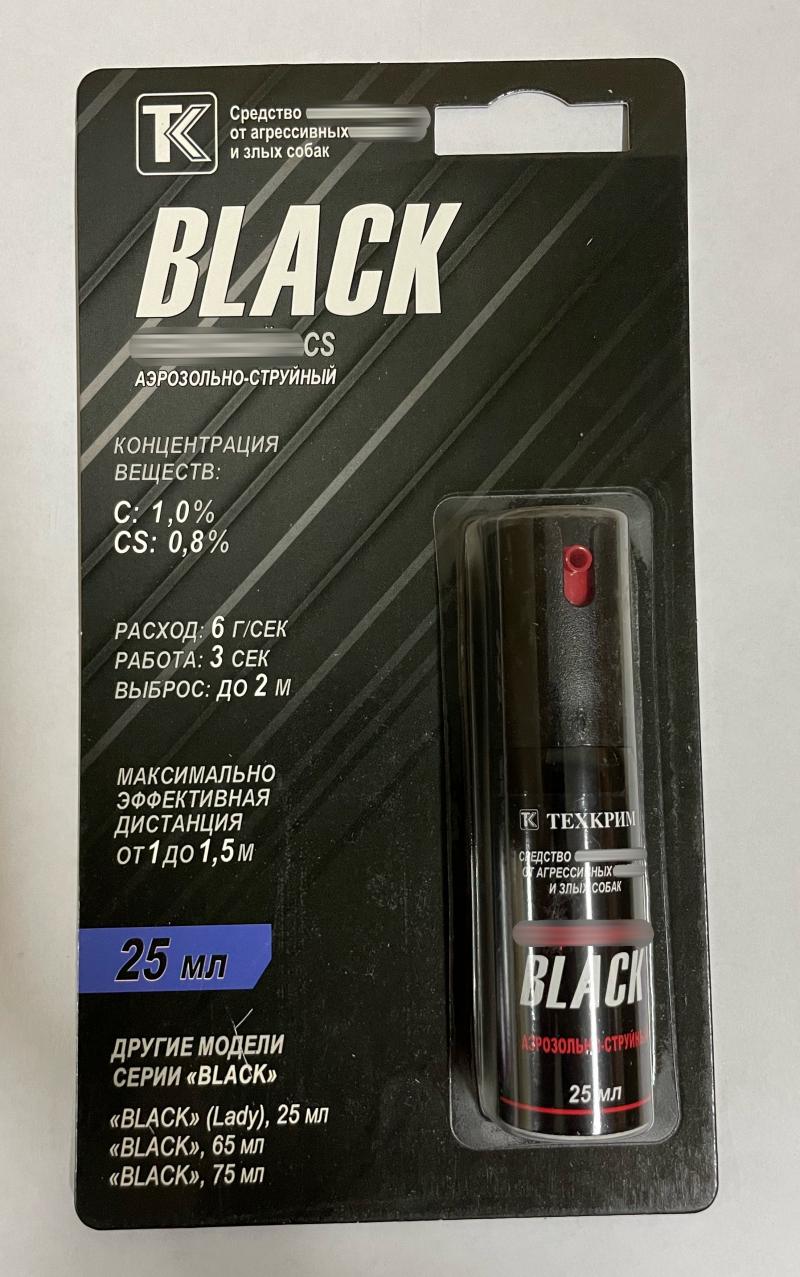 ТК
Средство
от агрессивных
и злых собак
BLACK
CS
АЭРОЗОЛЬНО-СТРУЙНЫЙ
КОНЦЕНТРАЦИЯ
ВЕЩЕСТВ:
С: 1,0%
CS: 0,8%
РАСХОД: 6 Г/СЕК
РАБОТА: 3 СЕК
ВЫБРОС: ДО 2 М
МАКСИМАЛЬНО
ЭФФЕКТИВНАЯ
ДИСТАНЦИЯ
ОТ 1 ДО 1,5 М
25 мл
ДРУГИЕ МОДЕЛИ
СЕРИИ «BLACK»
«BLACK» (Lady), 25 мл
«BLACK», 65 мл
«BLACK», 75 мл
ТК ТЕХКРИМ
СРЕДСТВО
ОТ АГРЕССИВНЫХ
И ЗЛЫХ СОБАК
BLACK
АЭРОЗОЛЬНО-СТРУЙНЫЙ
25 мл